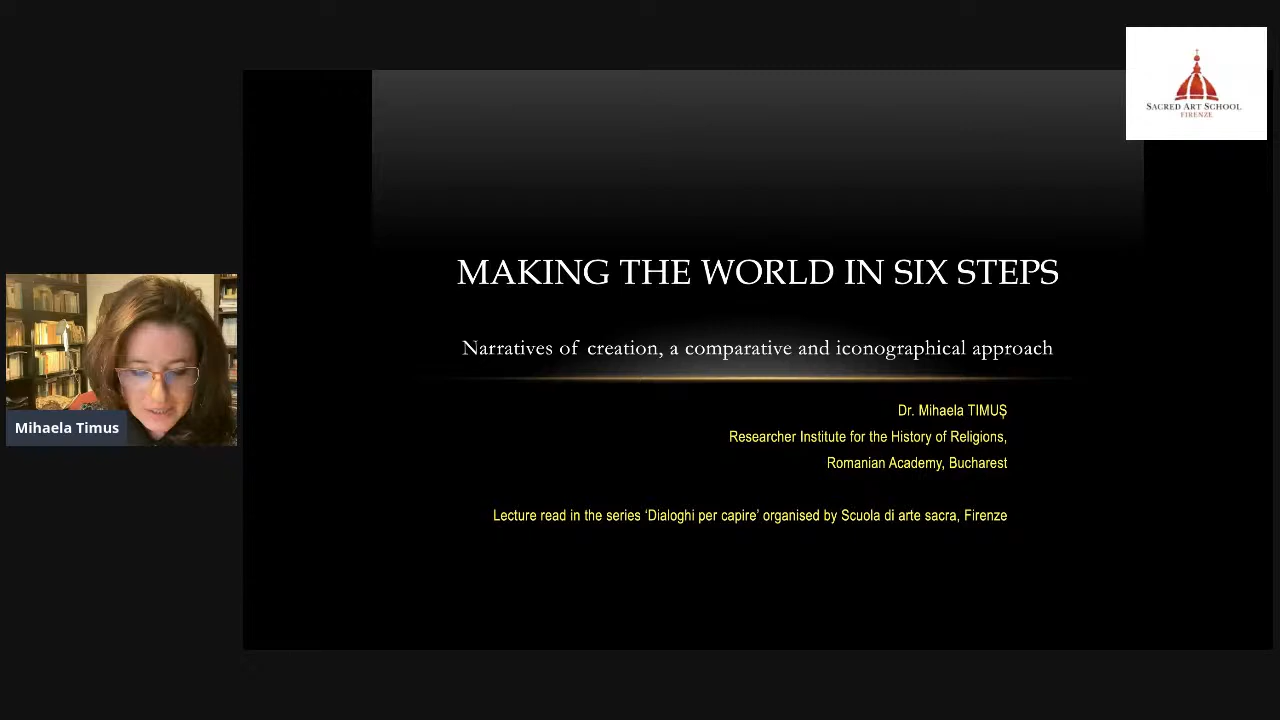 SACRED ART SCHOOL
FIRENZE
MAKING THE WORLD IN SIX STEPS
Narratives of creation, a comparative and iconographical approach
Dr. Mihaela TIMUȘ
Researcher Institute for the History of Religions,
Romanian Academy, Bucharest
Lecture read in the series ‘Dialoghi per capire’ organised by Scuola di arte sacra, Firenze
Mihaela Timus